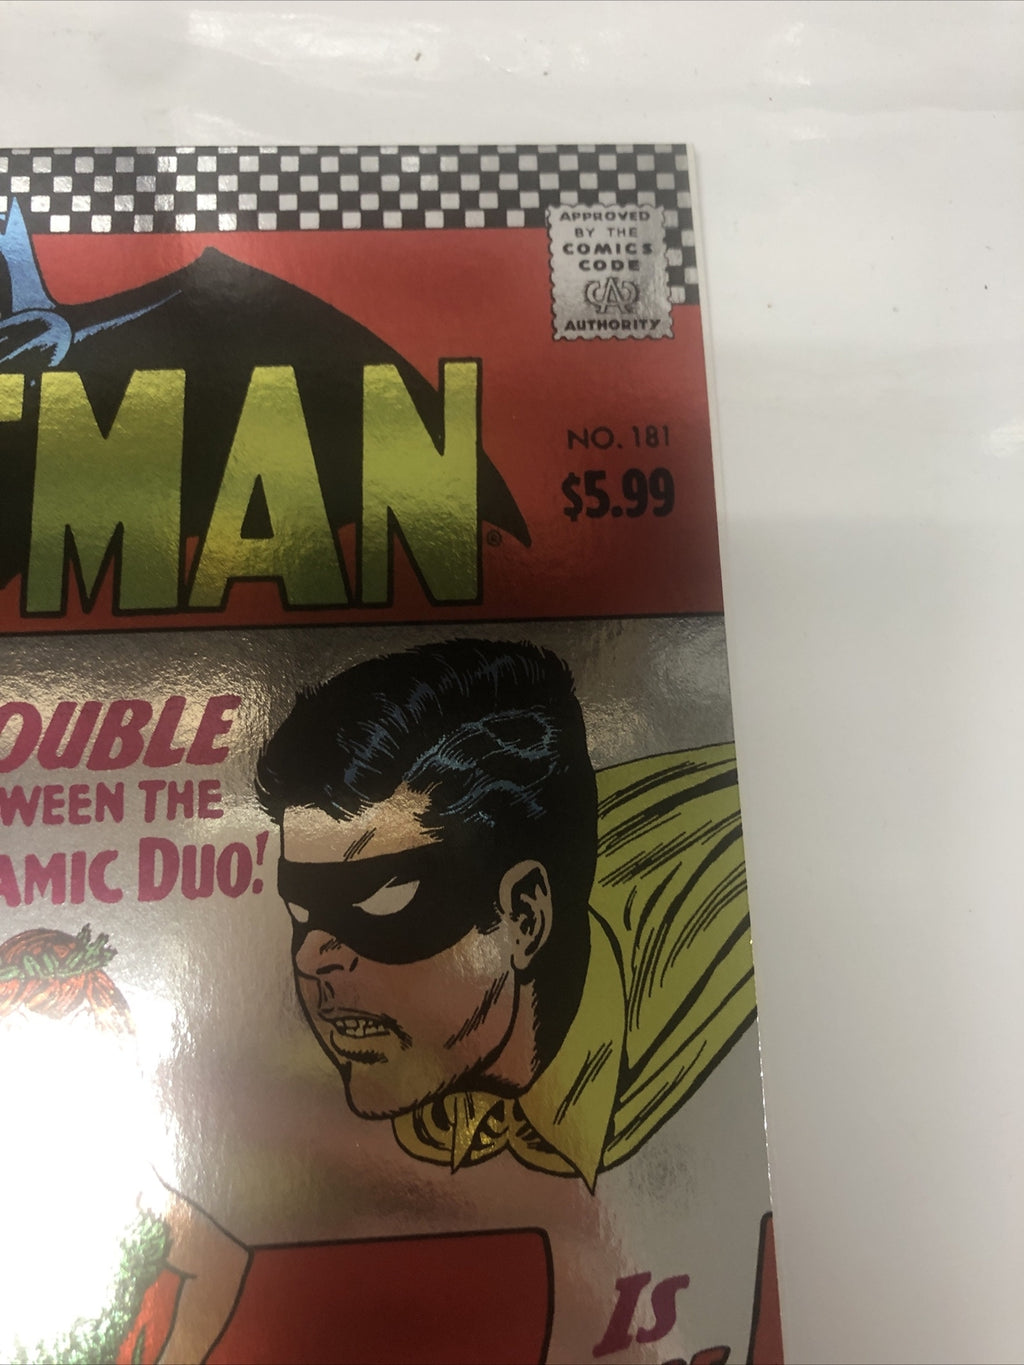 APPROVED
BY THE
COMICS
CODE
AUTHORITY
TMAN®
NO. 181
$5.99
OUBLE
WEEN THE
AMIC DUO!
IS